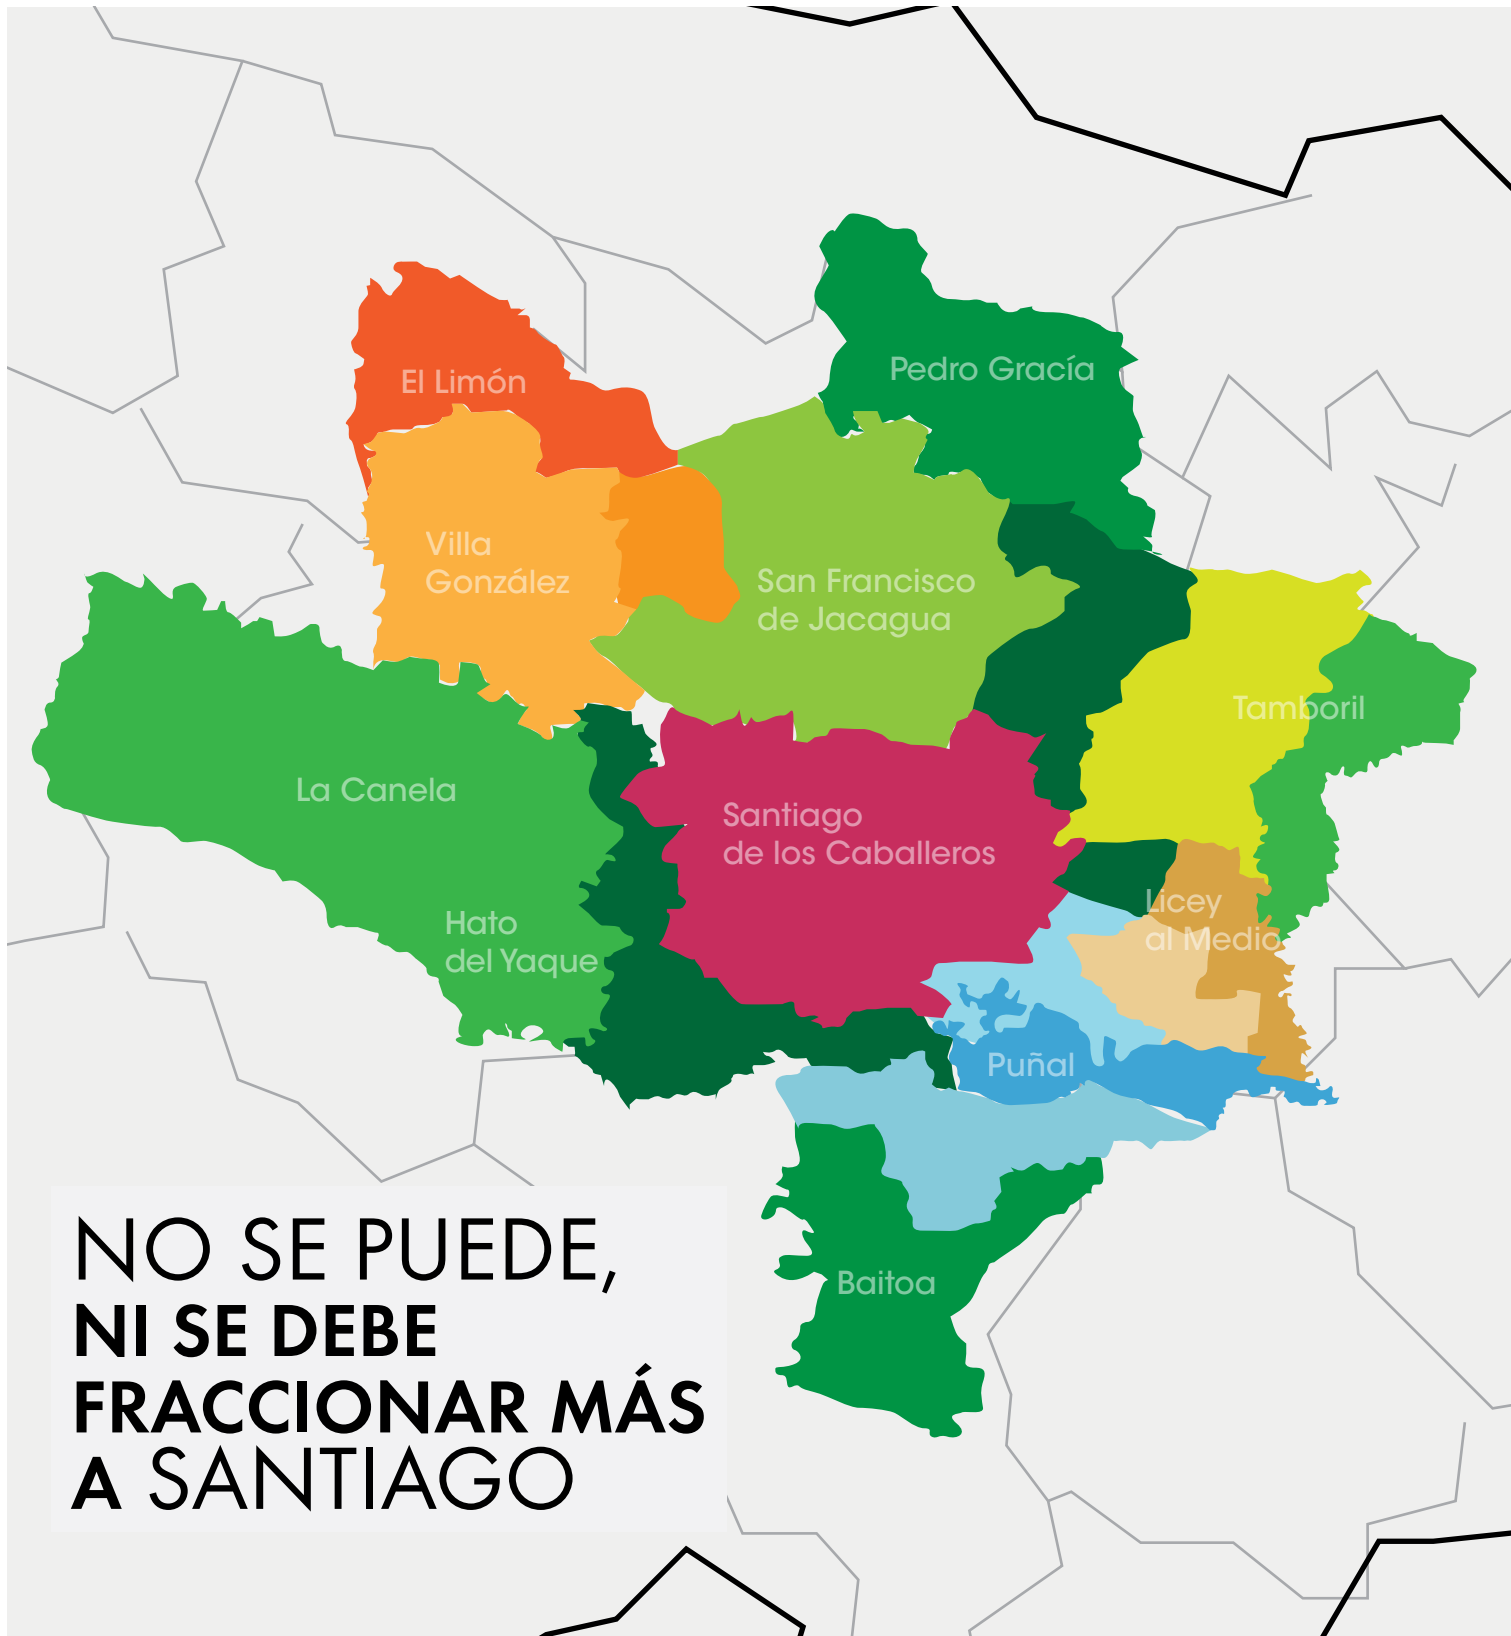 El Limón
Pedro Gracía
Villa
González
San Francisco
de Jacagua
Tamboril
La Canela
Santiago
de los Caballeros
Licey
al Medio
Hato
del Yaque
Puñal
Baitoa
NO SE PUEDE,
NI SE DEBE
FRACCIONAR MÁS
A SANTIAGO